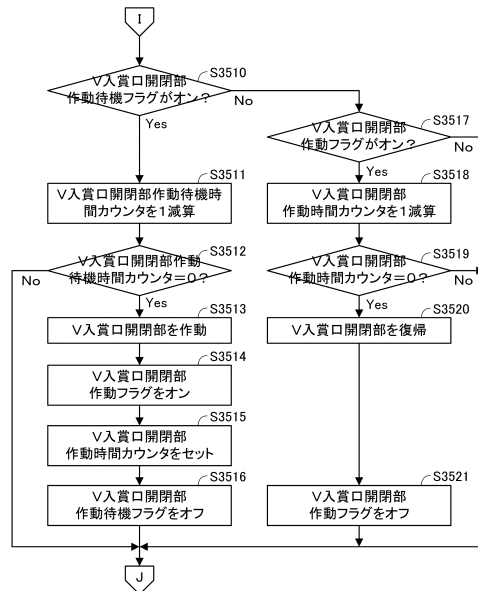 I
S3510
V入賞口開閉部
作動待機フラグがオン?
No
Yes
S3517
V入賞口開閉部
作動フラグがオン?
No
Yes
S3511
V入賞口開閉部作動待機時
間カウンタを1減算
S3518
V入賞口開閉部
作動時間カウンタを1減算
S3512
V入賞口開閉部作動
待機時間カウンタ=0?
No
Yes
S3519
V入賞口開閉部
作動時間カウンタ=0?
No
Yes
S3513
V入賞口開閉部を作動
S3520
V入賞口開閉部を復帰
S3514
V入賞口開閉部
作動フラグをオン
S3515
V入賞口開閉部
作動時間カウンタをセット
S3516
V入賞口開閉部
作動待機フラグをオフ
S3521
V入賞口開閉部
作動フラグをオフ
J